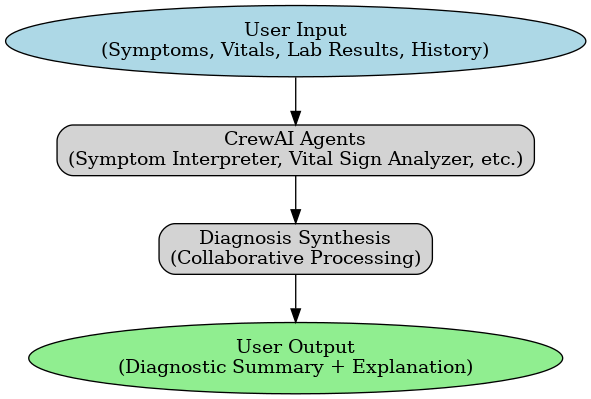 User Input
(Symptoms, Vitals, Lab Results, History)
CrewAI Agents
(Symptom Interpreter, Vital Sign Analyzer, etc.)
Diagnosis Synthesis
(Collaborative Processing)
User Output
(Diagnostic Summary + Explanation)